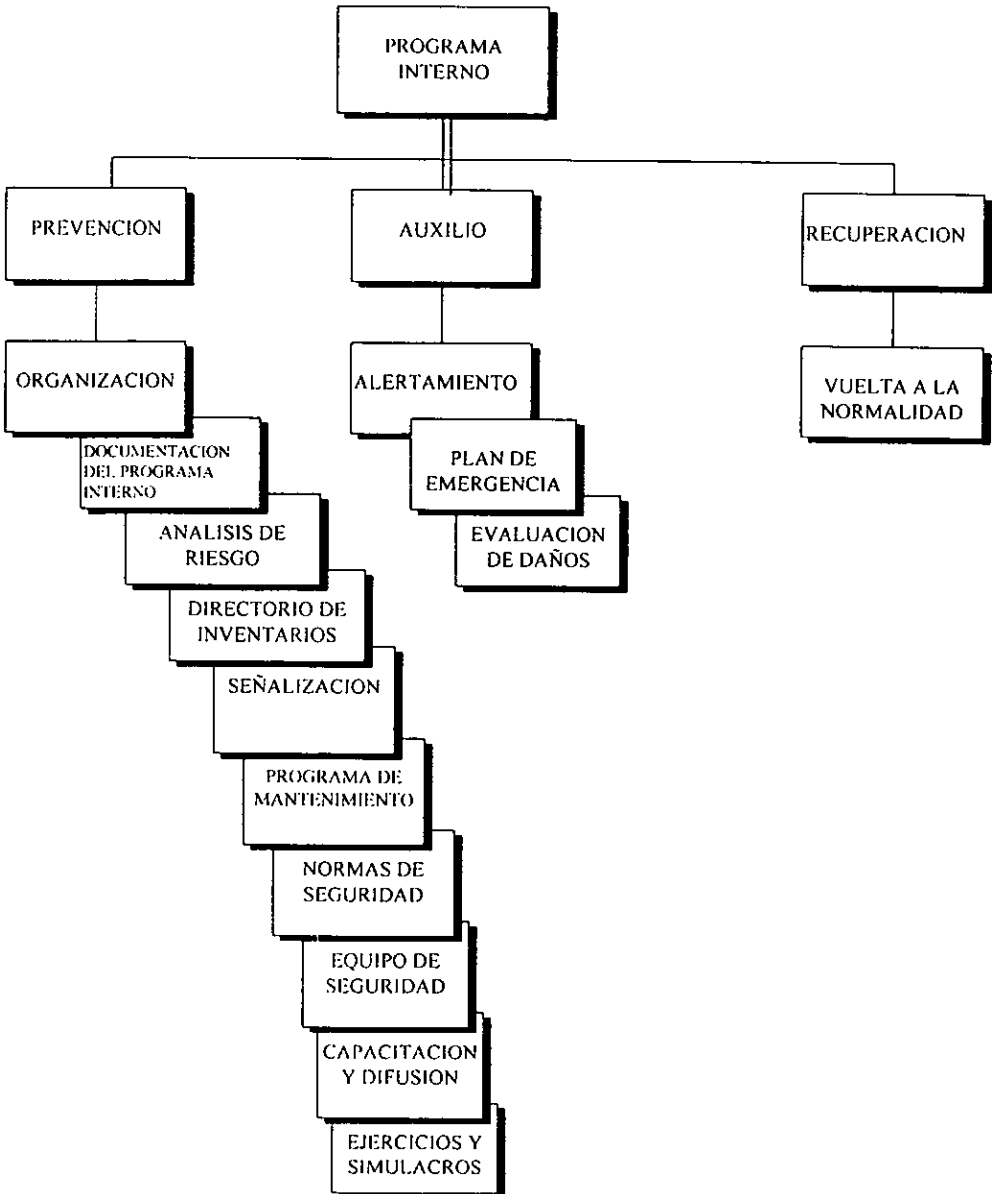 PROGRAMA
INTERNO
PREVENCION
AUXILIO
RECUPERACION
ORGANIZACION
DOCUMENTACION
DEL PROGRAMA
INTERNO
ANALISIS DE
RIESGO
DIRECTORIO DE
INVENTARIOS
SEÑALIZACION
PROGRAMA DE
MANTENIMIENTO
NORMAS DE
SEGURIDAD
EQUIPO DE
SEGURIDAD
CAPACITACION
Y DIFUSION
EJERCICIOS Y
SIMULACROS
ALERTAMIENTO
PLAN DE
EMERGENCIA
EVALUACION
DE DAÑOS
VUELTA A LA
NORMALIDAD